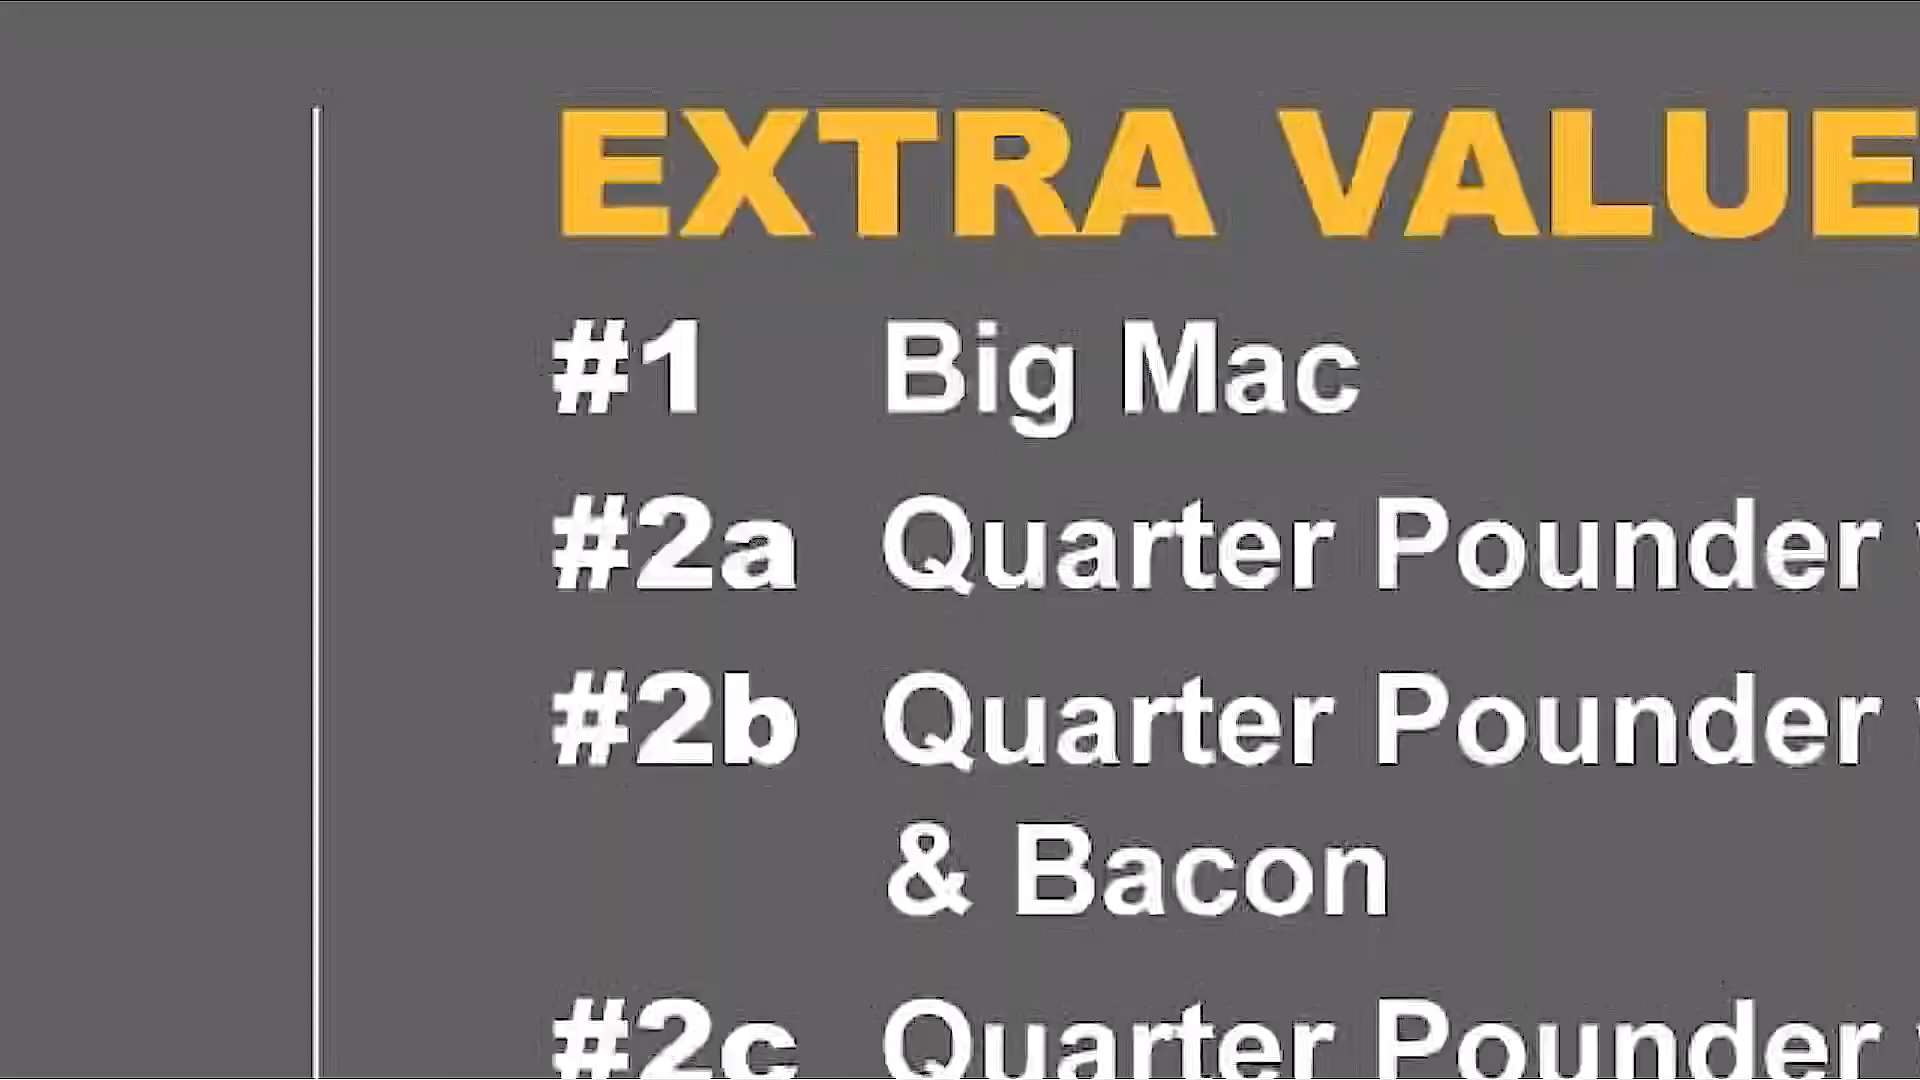 EXTRA VALUE
#1 Big Mac
#2a Quarter Pounder
#2b Quarter Pounder
& Bacon
#2c Quarter Pounder